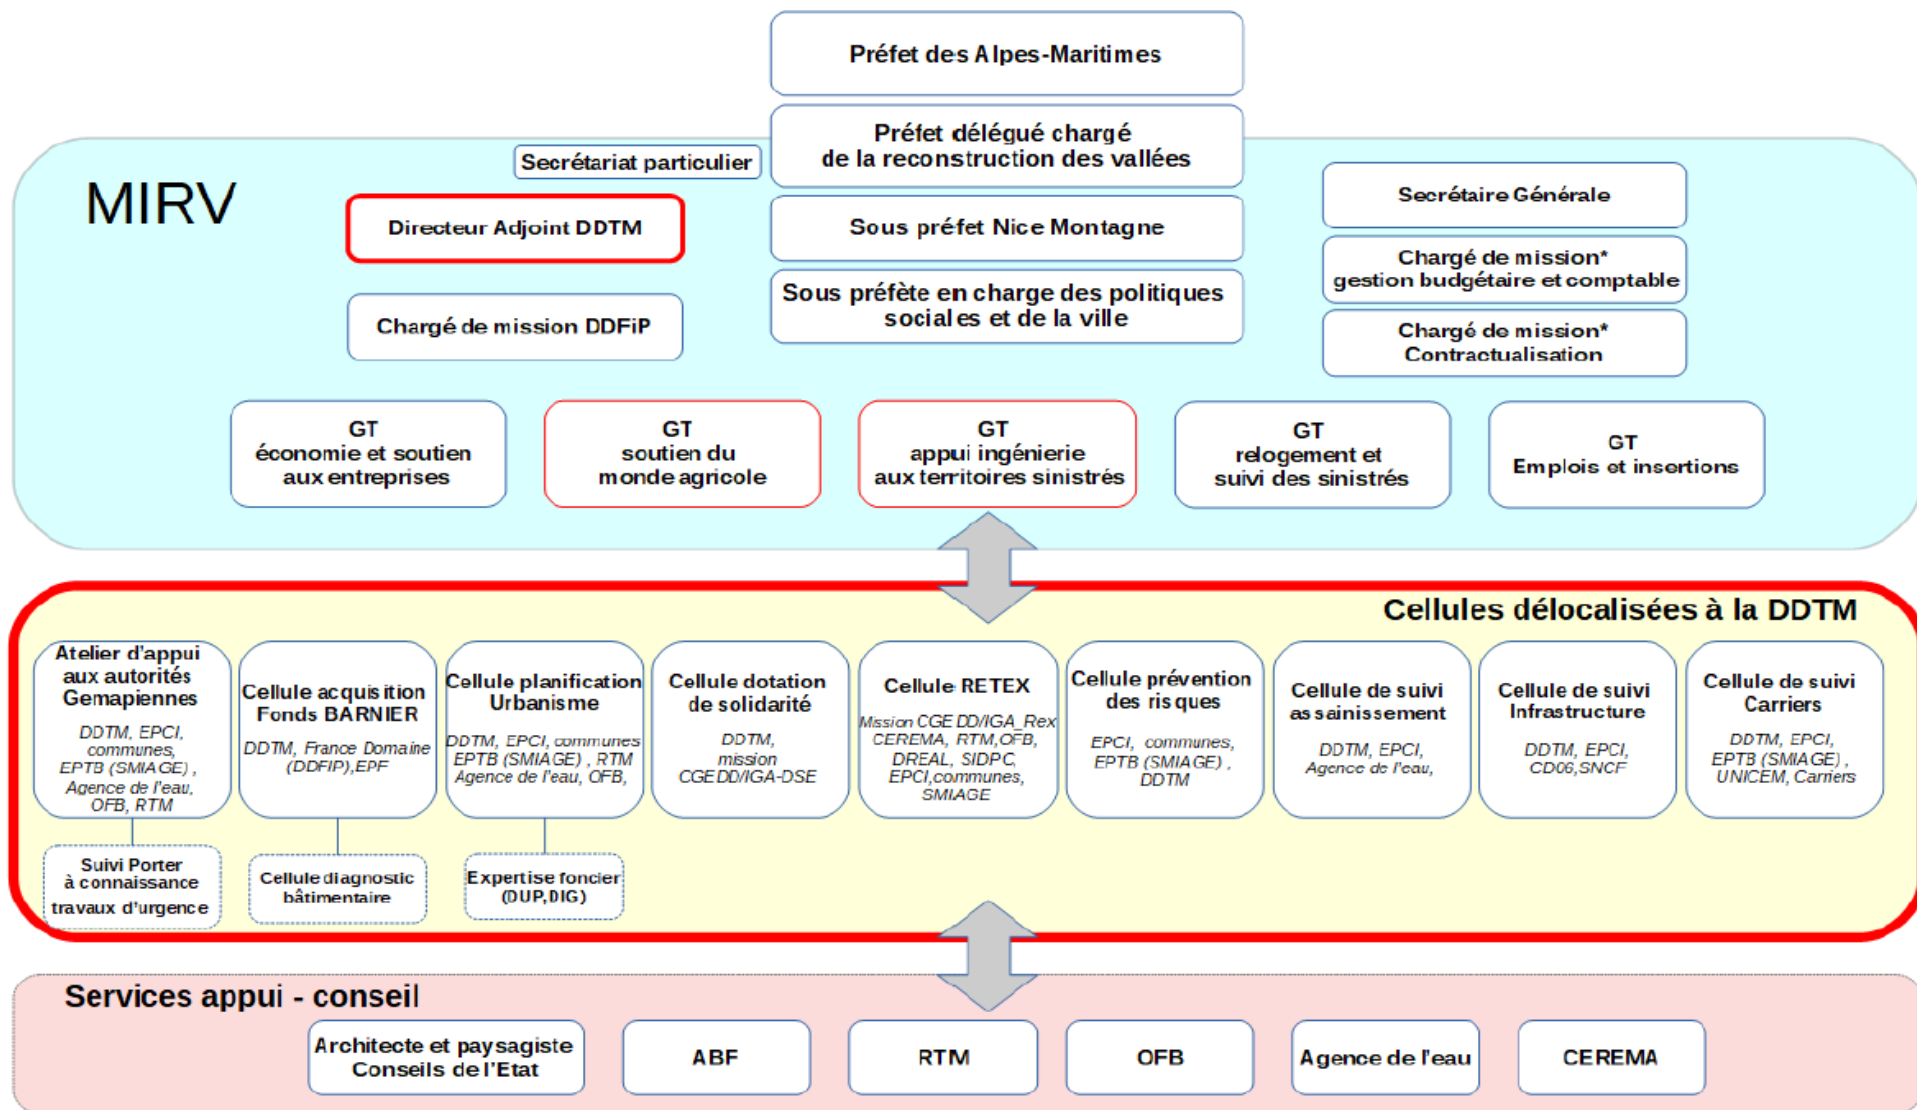 Préfet des Alpes-Maritimes
Préfet délégué chargé
de la reconstruction des vallées
Secrétariat particulier
MIRV
Secrétaire Générale
Directeur Adjoint DDTM
Sous préfet Nice Montagne
Chargé de mission*
gestion budgétaire et comptable
Sous préfète en charge des politiques
sociales et de la ville
Chargé de mission DDFiP
Chargé de mission*
Contractualisation
GT
économie et soutien
aux entreprises
GT
soutien du
monde agricole
GT
appui ingénierie
aux territoires sinistrés
GT
relogement et
suivi des sinistrés
GT
Emplois et insertions
Cellules délocalisées à la DDTM
Atelier d'appui
aux autorités
Gemapiennes
DDTM, EPCI,
communes,
EPTB (SMIAGE) ,
Agence de l'eau,
OFB, RTM
Cellule acquisition
Fonds BARNIER
DDTM, France Domaine
(DDFIP),EPF
Cellule planification
Urbanisme
DDTM, EPCI, communes
EPTB (SMIAGE) , RTM
Agence de l'eau, OFB,
Cellule dotation
de solidarité
DDTM,
mission
CGEDD/IGA-DSE
Cellule RETEX
Mission CGEDD/IGA_Rex
CEREMA, RTM,OFB,
DREAL, SIDPC,
EPCI,communes,
SMIAGE
Cellule prévention
des risques
EPCI, communes,
EPTB (SMIAGE) ,
DDTM
Cellule de suivi
assainissement
DDTM, EPCI,
Agence de l'eau,
Cellule de suivi
Infrastructure
DDTM, EPCI,
CD06,SNCF
Cellule de suivi
Carriers
DDTM, EPCI,
EPTB (SMIAGE) ,
UNICEM, Carriers
Suivi Porter
à connaissance
travaux d'urgence
Cellule diagnostic
bâtimentaire
Expertise foncier
(DUP,DIG)
Services appui - conseil
Architecte et paysagiste
Conseils de l'Etat
ABF
RTM
OFB
Agence de l'eau
CEREMA